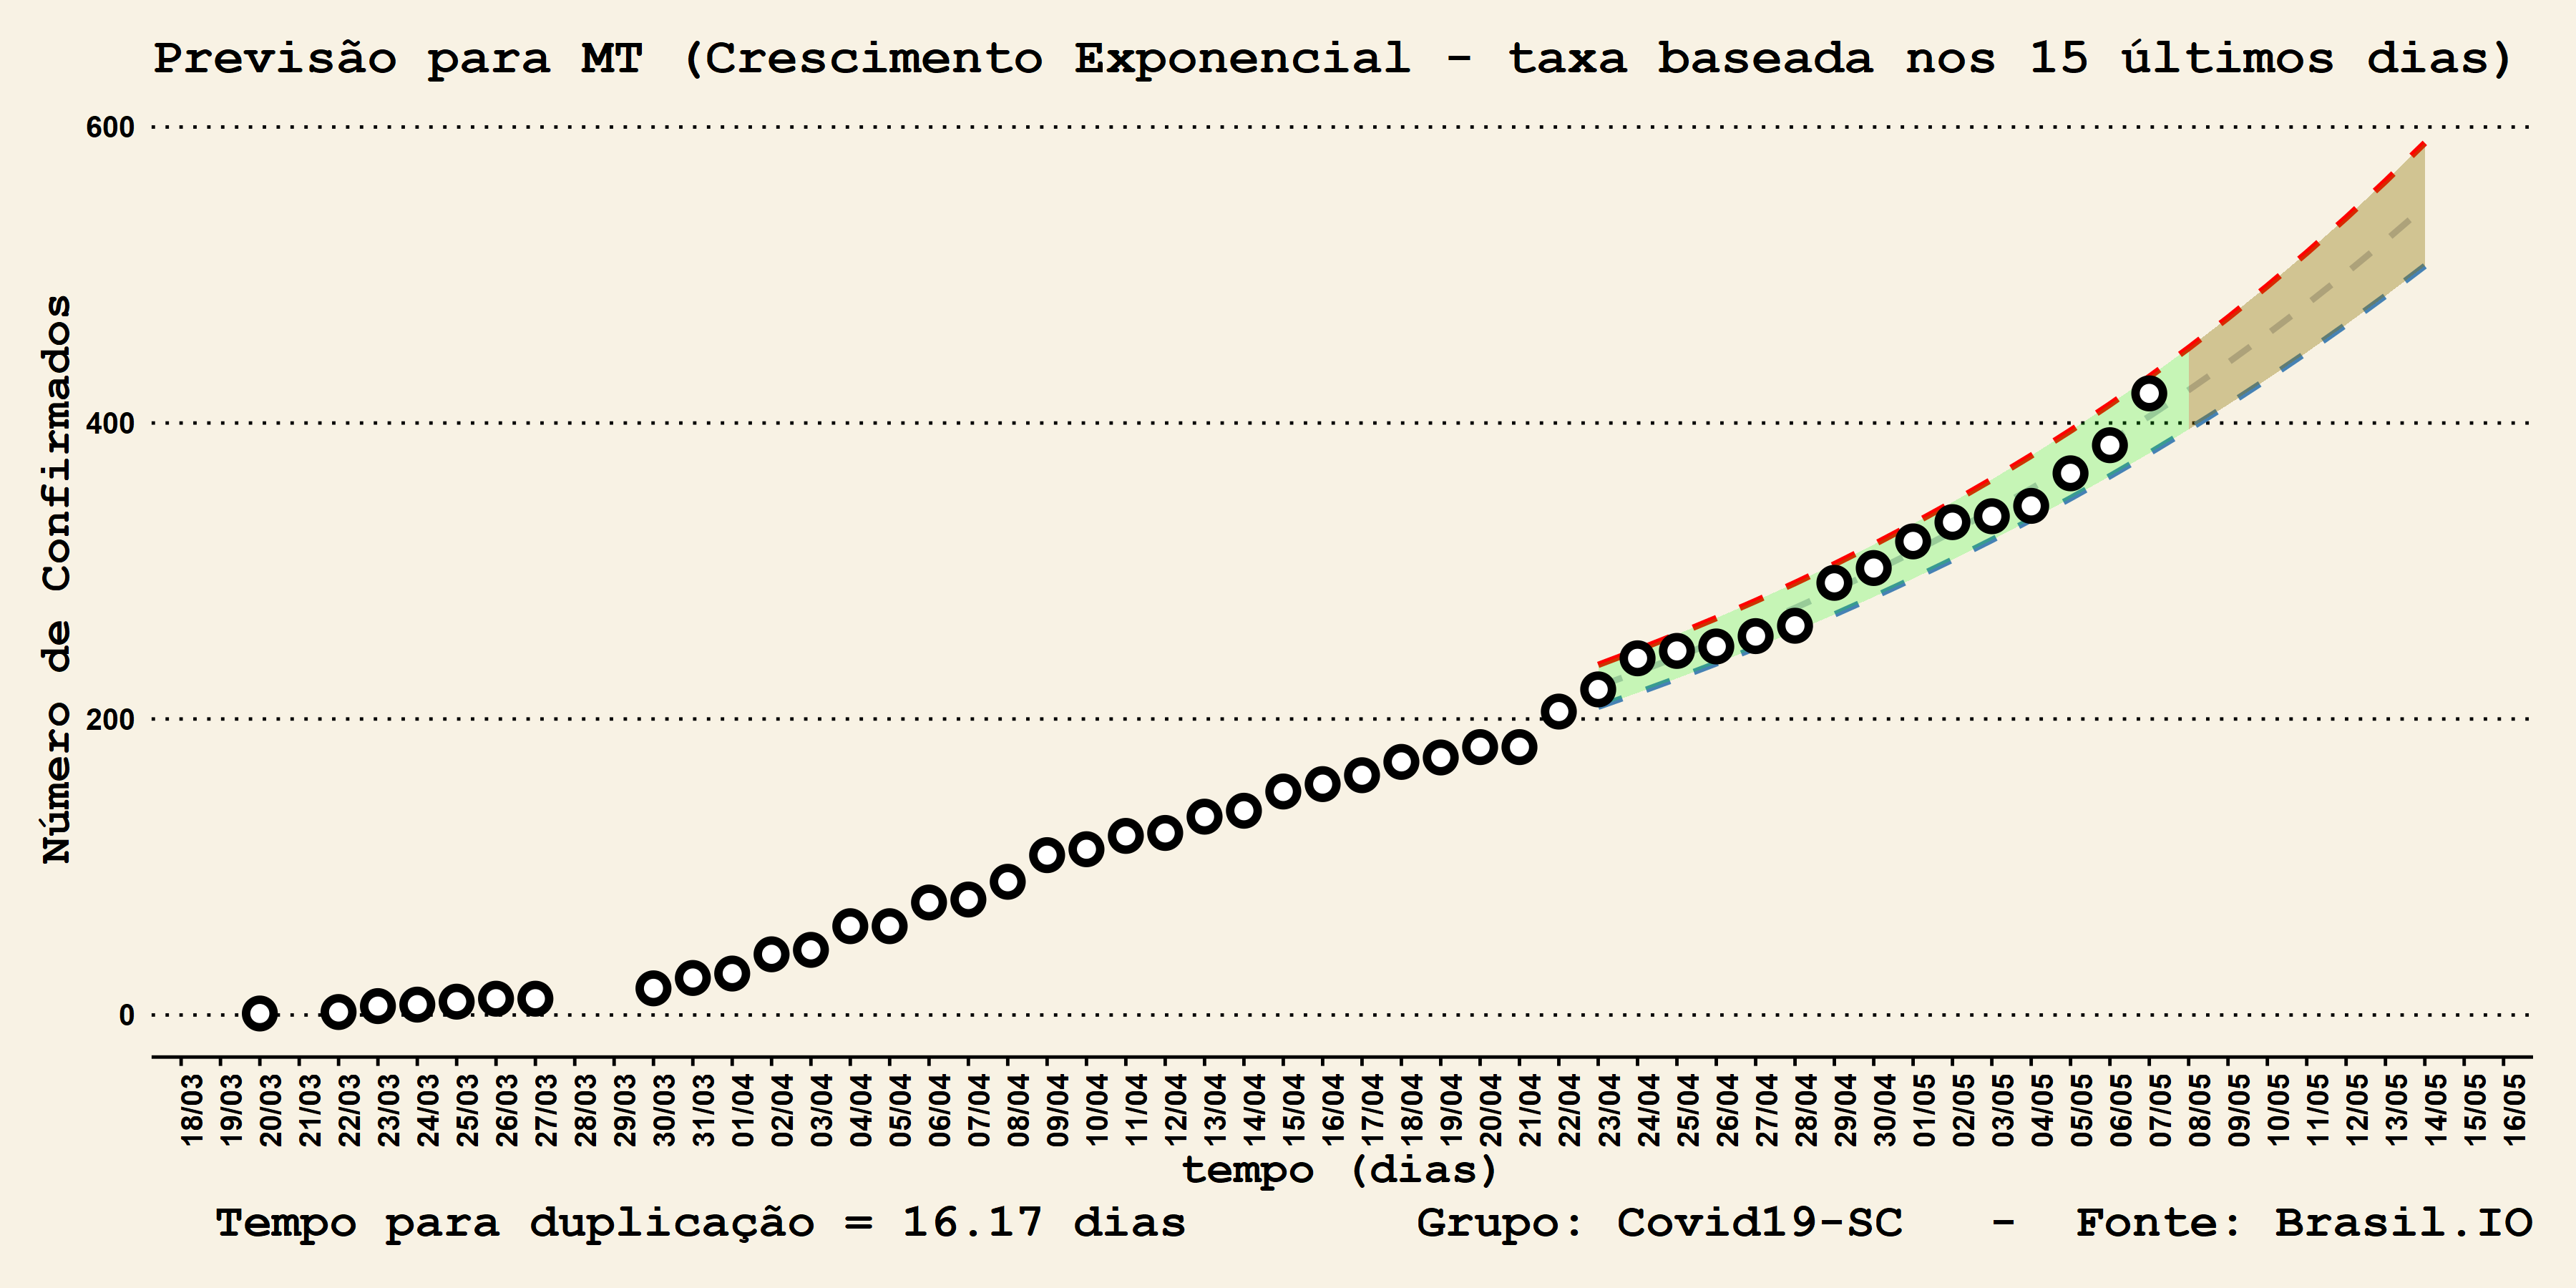 Previsão para MT (Crescimento Exponencial - taxa baseada nos 15 últimos dias)
Número de Confirmados
600
400
200
0
18/03 19/03 20/03 21/03 22/03 23/03 24/03 25/03 26/03 27/03 28/03 29/03 30/03 31/03 01/04 02/04 03/04 04/04 05/04 06/04 07/04 08/04 09/04 10/04 11/04 12/04 13/04 14/04 15/04 16/04 17/04 18/04 19/04 20/04 21/04 22/04 23/04 24/04 25/04 26/04 27/04 28/04 29/04 30/04 01/05 02/05 03/05 04/05 05/05 06/05 07/05 08/05 09/05 10/05 11/05 12/05 13/05 14/05 15/05 16/05
tempo (dias)
Tempo para duplicação = 16.17 dias Grupo: Covid19-SC - Fonte: Brasil.IO